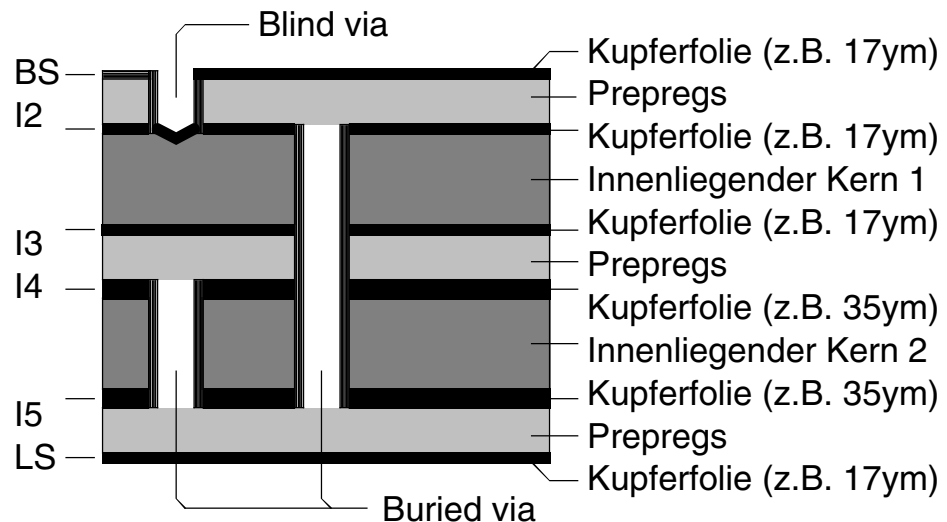 Blind via
BS
I2
I3
I4
I5
LS
Kupferfolie (z.B. 17ym)
Prepregs
Kupferfolie (z.B. 17ym)
Innenliegender Kern 1
Kupferfolie (z.B. 17ym)
Prepregs
Kupferfolie (z.B. 35ym)
Innenliegender Kern 2
Kupferfolie (z.B. 35ym)
Prepregs
Kupferfolie (z.B. 17ym)
Buried via